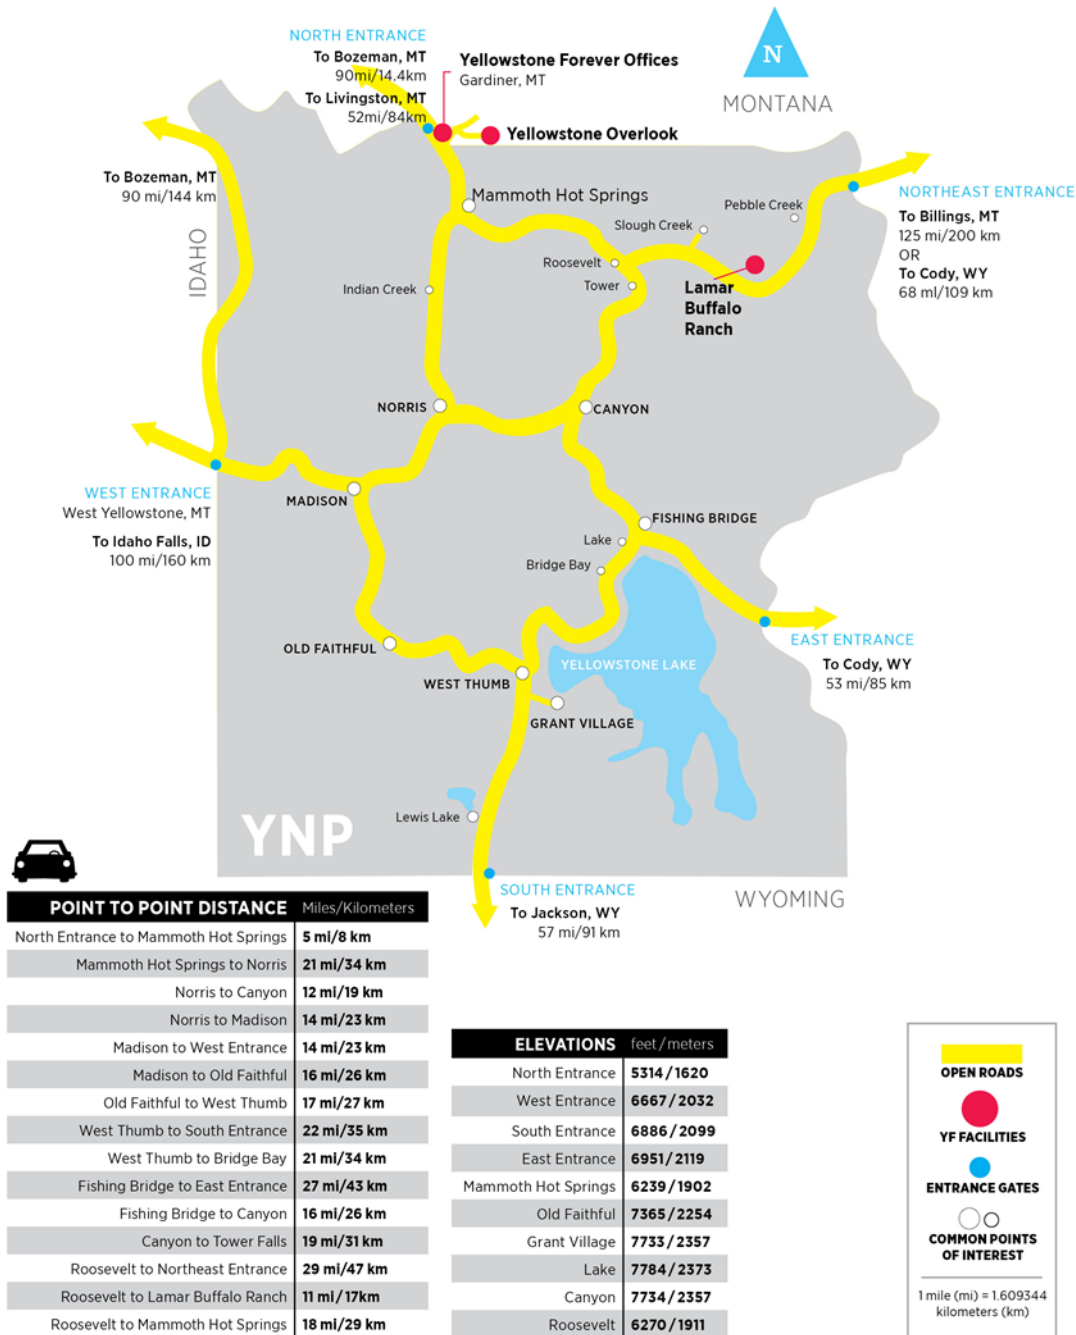 NORTH ENTRANCE
To Bozeman, MT
90mi/14.4km
To Livingston, MT
52mi/84km
Yellowstone Forever Offices
Gardiner, MT
Yellowstone Overlook
N
MONTANA
To Bozeman, MT
90 mi/144 km
IDAHO
Mammoth Hot Springs
Slough Creek
Pebble Creek
Roosevelt
Tower
Indian Creek
Lamar
Buffalo
Ranch
NORTHEAST ENTRANCE
To Billings, MT
125 mi/200 km
OR
To Cody, WY
68 ml/109 km
NORRIS
CANYON
WEST ENTRANCE
West Yellowstone, MT
To Idaho Falls, ID
100 mi/160 km
MADISON
FISHING BRIDGE
Lake
Bridge Bay
EAST ENTRANCE
To Cody, WY
53 mi/85 km
OLD FAITHFUL
WEST THUMB
YELLOWSTONE LAKE
GRANT VILLAGE
Lewis Lake
YNP
SOUTH ENTRANCE
To Jackson, WY
57 mi/91 km
WYOMING
POINT TO POINT DISTANCE Miles/Kilometers
North Entrance to Mammoth Hot Springs 5 mi/8 km
Mammoth Hot Springs to Norris 21 mi/34 km
Norris to Canyon 12 mi/19 km
Norris to Madison 14 mi/23 km
Madison to West Entrance 14 mi/23 km
Madison to Old Faithful 16 mi/26 km
Old Faithful to West Thumb 17 mi/27 km
West Thumb to South Entrance 22 mi/35 km
West Thumb to Bridge Bay 21 mi/34 km
Fishing Bridge to East Entrance 27 mi/43 km
Fishing Bridge to Canyon 16 mi/26 km
Canyon to Tower Falls 19 mi/31 km
Roosevelt to Northeast Entrance 29 mi/47 km
Roosevelt to Lamar Buffalo Ranch 11 mi/17km
Roosevelt to Mammoth Hot Springs 18 mi/29 km
ELEVATIONS feet/meters
North Entrance 5314/1620
West Entrance 6667/2032
South Entrance 6886/2099
East Entrance 6951/2119
Mammoth Hot Springs 6239/1902
Old Faithful 7365/2254
Grant Village 7733/2357
Lake 7784/2373
Canyon 7734/2357
Roosevelt 6270/1911
OPEN ROADS
YF FACILITIES
ENTRANCE GATES
COMMON POINTS
OF INTEREST
1 mile (mi) = 1.609344
kilometers (km)